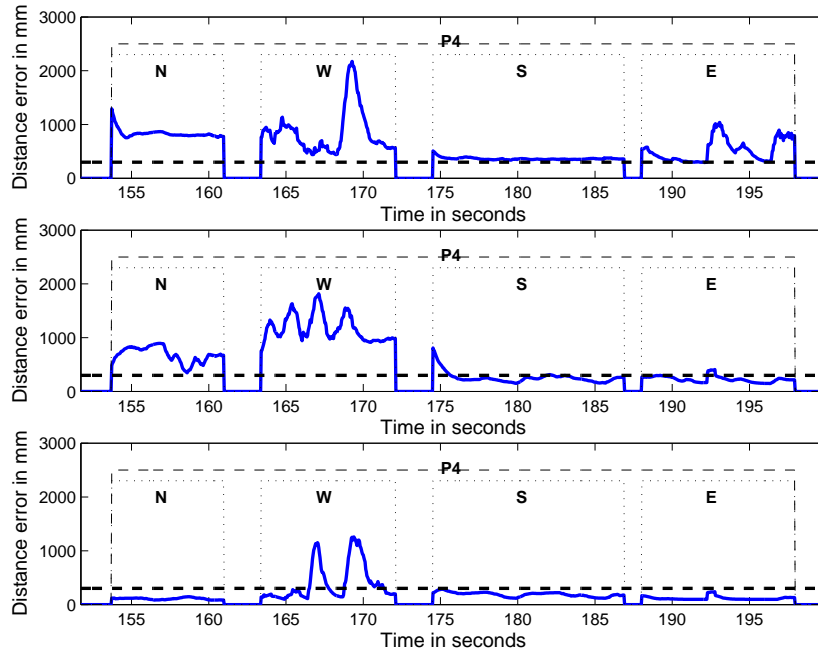 3000
P4
2000
N W S E
1000
0
155 160 165 170 175 180 185 190 195
Time in seconds
Distance error in mm
3000
P4
2000
N W S E
1000
0
155 160 165 170 175 180 185 190 195
Time in seconds
Distance error in mm
3000
P4
2000
N W S E
1000
0
155 160 165 170 175 180 185 190 195
Time in seconds
Distance error in mm